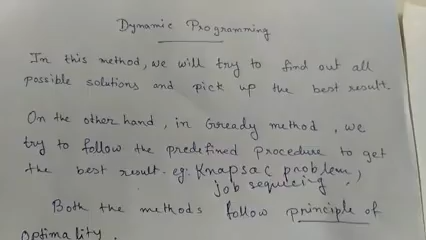 Dynamic Programming
In this method, we will try to find out all
possible solutions and pick up the best result.
On the other hand, in Gready method, we
try to follow the predefined procedure to get
the best result. eg: Knapsac problem,
job sequecing.
Both the methods follow principle of
optimality.